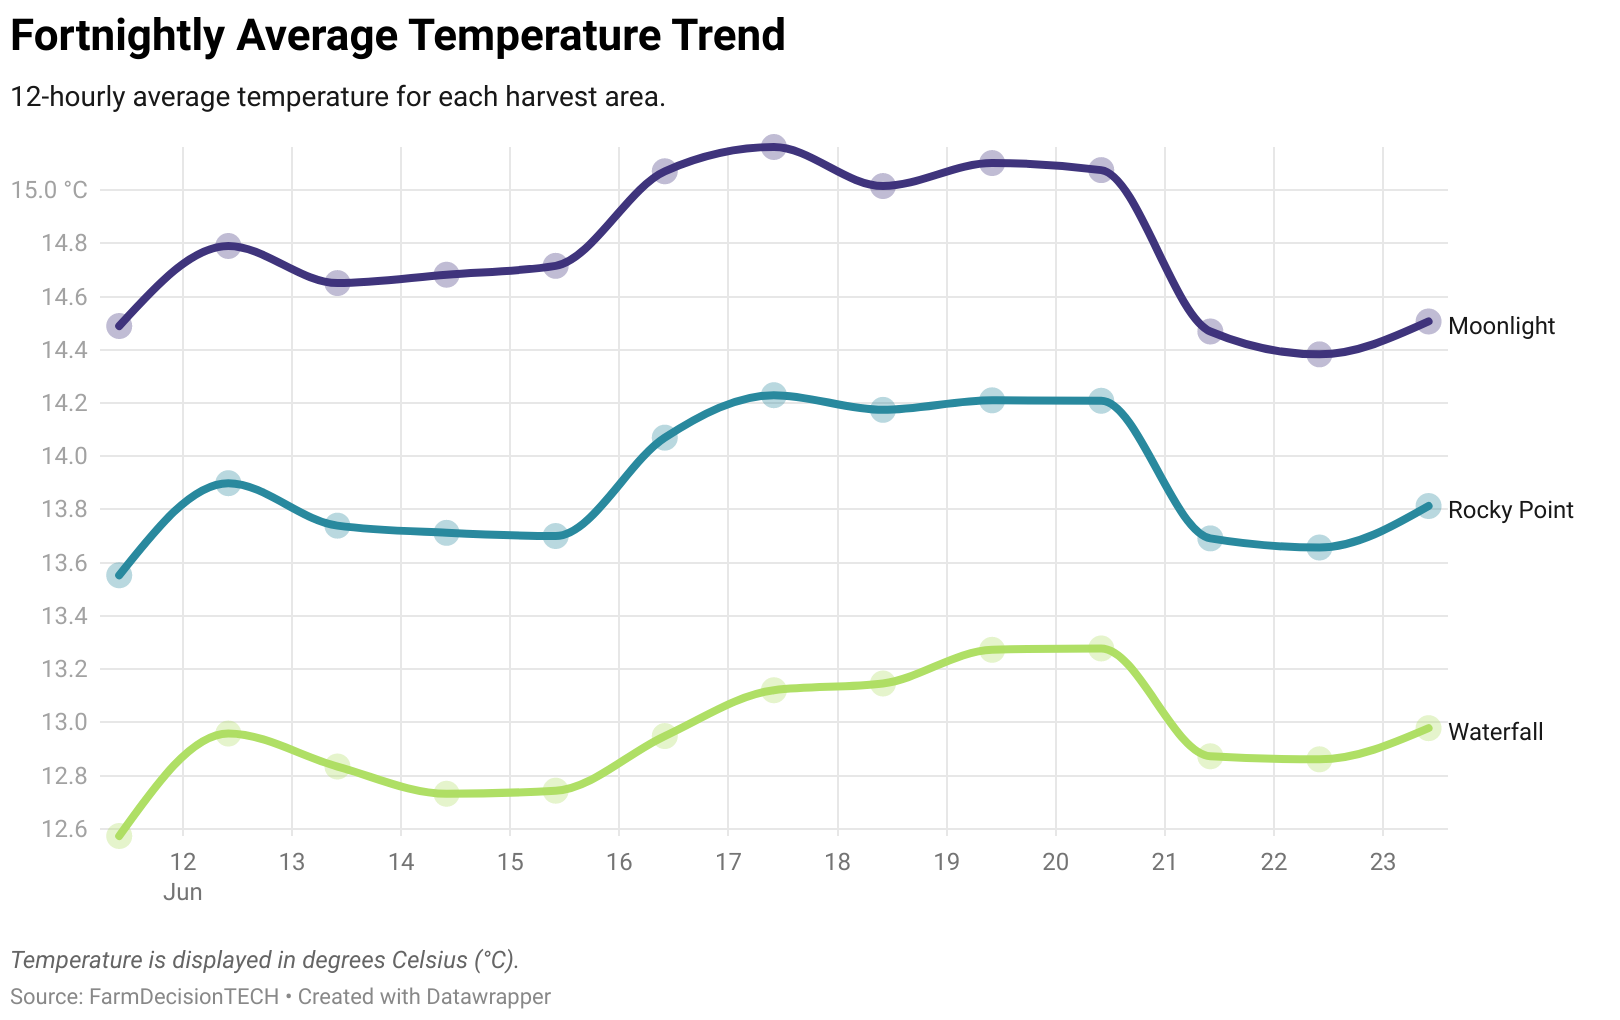 Fortnightly Average Temperature Trend
12-hourly average temperature for each harvest area.
15.0 °C
14.8
14.6
14.4
14.2
14.0
13.8
13.6
13.4
13.2
13.0
12.8
12.6
Moonlight
Rocky Point
Waterfall
12 13 14 15 16 17 18 19 20 21 22 23
Jun
Temperature is displayed in degrees Celsius (°C).
Source: FarmDecisionTECH • Created with Datawrapper